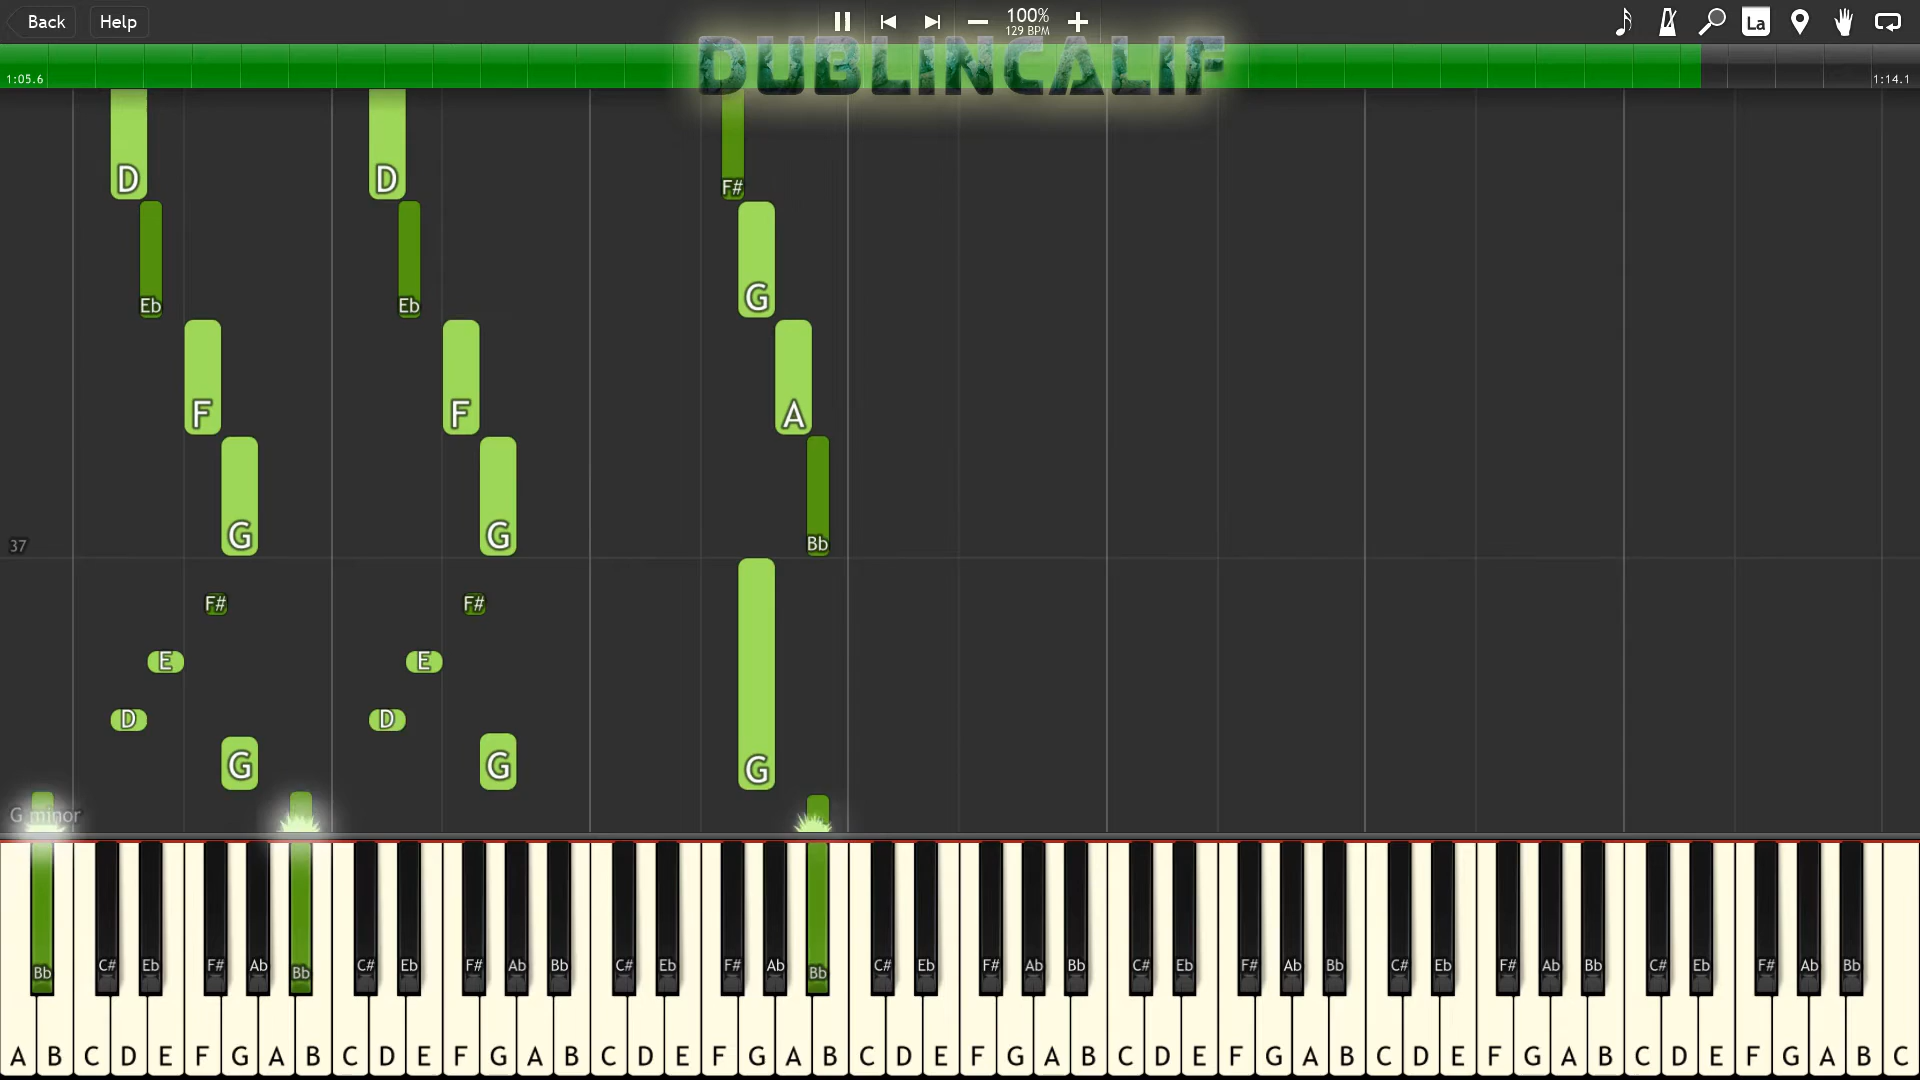 Back Help 100%
129 BPM
La
DUBLINCALIF
1:05.6 1:14.1
D D F#
Eb Eb G
F F A
G G Bb
37
F# F#
E E
D D
G G G
G minor
Bb C# Eb F# Ab Bb C# Eb F# Ab Bb C# Eb F# Ab Bb C# Eb F# Ab Bb C# Eb F# Ab Bb C# Eb F# Ab Bb C# Eb F# Ab Bb
A B C D E F G A B C D E F G A B C D E F G A B C D E F G A B C D E F G A B C D E F G A B C D E F G A B C